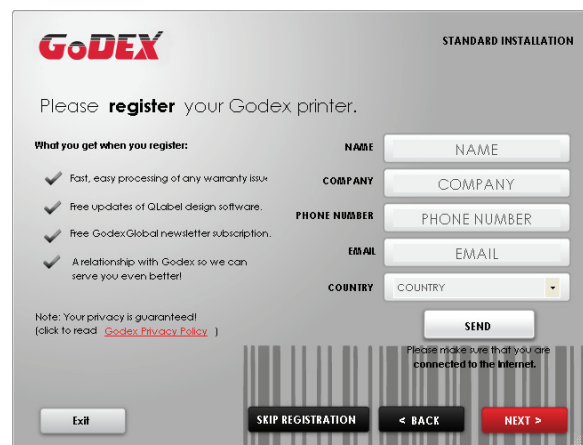 GoDEX
STANDARD INSTALLATION
Please register your Godex printer.
What you get when you register:
Fast, easy processing of any warranty issu
Free updates of QLabel design software.
Free GodexGlobal newsletter subscription.
A relationship with Godex so we can
serve you even better!
Note: Your privacy is guaranteed!
(click to read Godex Privacy Policy )
NAME NAME
COMPANY COMPANY
PHONE NUMBER PHONE NUMBER
EMAIL EMAIL
COUNTRY COUNTRY
SEND
Please make sure that you are
connected to the Internet.
Exit
SKIP REGISTRATION
< BACK
NEXT >